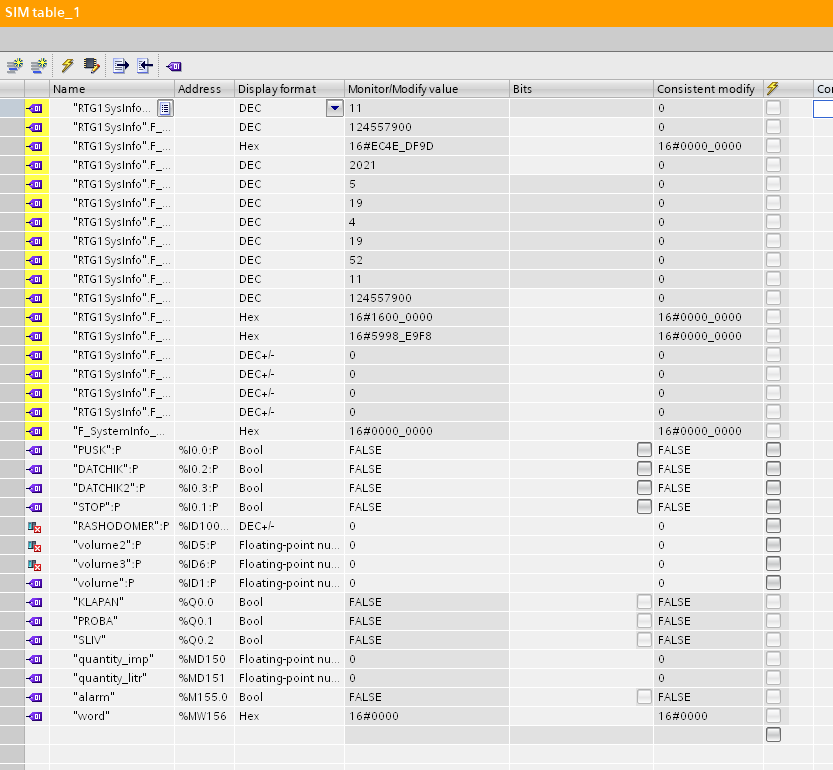 SIM table_1
Name Address Display format Monitor/Modify value Bits Consistent modify Co
"RTG1SysInfo... DEC 11 0
"RTG1SysInfo".F_... DEC 124557900 0
"RTG1SysInfo".F_... Hex 16#EC4E_DF9D 16#0000_0000
"RTG1SysInfo".F_... DEC 2021 0
"RTG1SysInfo".F_... DEC 5 0
"RTG1SysInfo".F_... DEC 19 0
"RTG1SysInfo".F_... DEC 4 0
"RTG1SysInfo".F_... DEC 19 0
"RTG1SysInfo".F_... DEC 52 0
"RTG1SysInfo".F_... DEC 11 0
"RTG1SysInfo".F_... DEC 124557900 0
"RTG1SysInfo".F_... Hex 16#1600_0000 16#0000_0000
"RTG1SysInfo".F_... Hex 16#5998_E9F8 16#0000_0000
"RTG1SysInfo".F_... DEC+/- 0 0
"RTG1SysInfo".F_... DEC+/- 0 0
"RTG1SysInfo".F_... DEC+/- 0 0
"RTG1SysInfo".F_... DEC+/- 0 0
"F_SystemInfo_... Hex 16#0000_0000 16#0000_0000
"PUSK":P %I0.0:P Bool FALSE FALSE
"DATCHIK":P %I0.2:P Bool FALSE FALSE
"DATCHIK2":P %I0.3:P Bool FALSE FALSE
"STOP":P %I0.1:P Bool FALSE FALSE
"RASHODOMER":P %ID100... DEC+/- 0 0
"volume2":P %ID5:P Floating-point nu... 0 0
"volume3":P %ID6:P Floating-point nu... 0 0
"volume":P %ID1:P Floating-point nu... 0 0
"KLAPAN" %Q0.0 Bool FALSE FALSE
"PROBA" %Q0.1 Bool FALSE FALSE
"SLIV" %Q0.2 Bool FALSE FALSE
"quantity_imp" %MD150 Floating-point nu... 0 0
"quantity_litr" %MD151 Floating-point nu... 0 0
"alarm" %M155.0 Bool FALSE FALSE
"word" %MW156 Hex 16#0000 16#0000